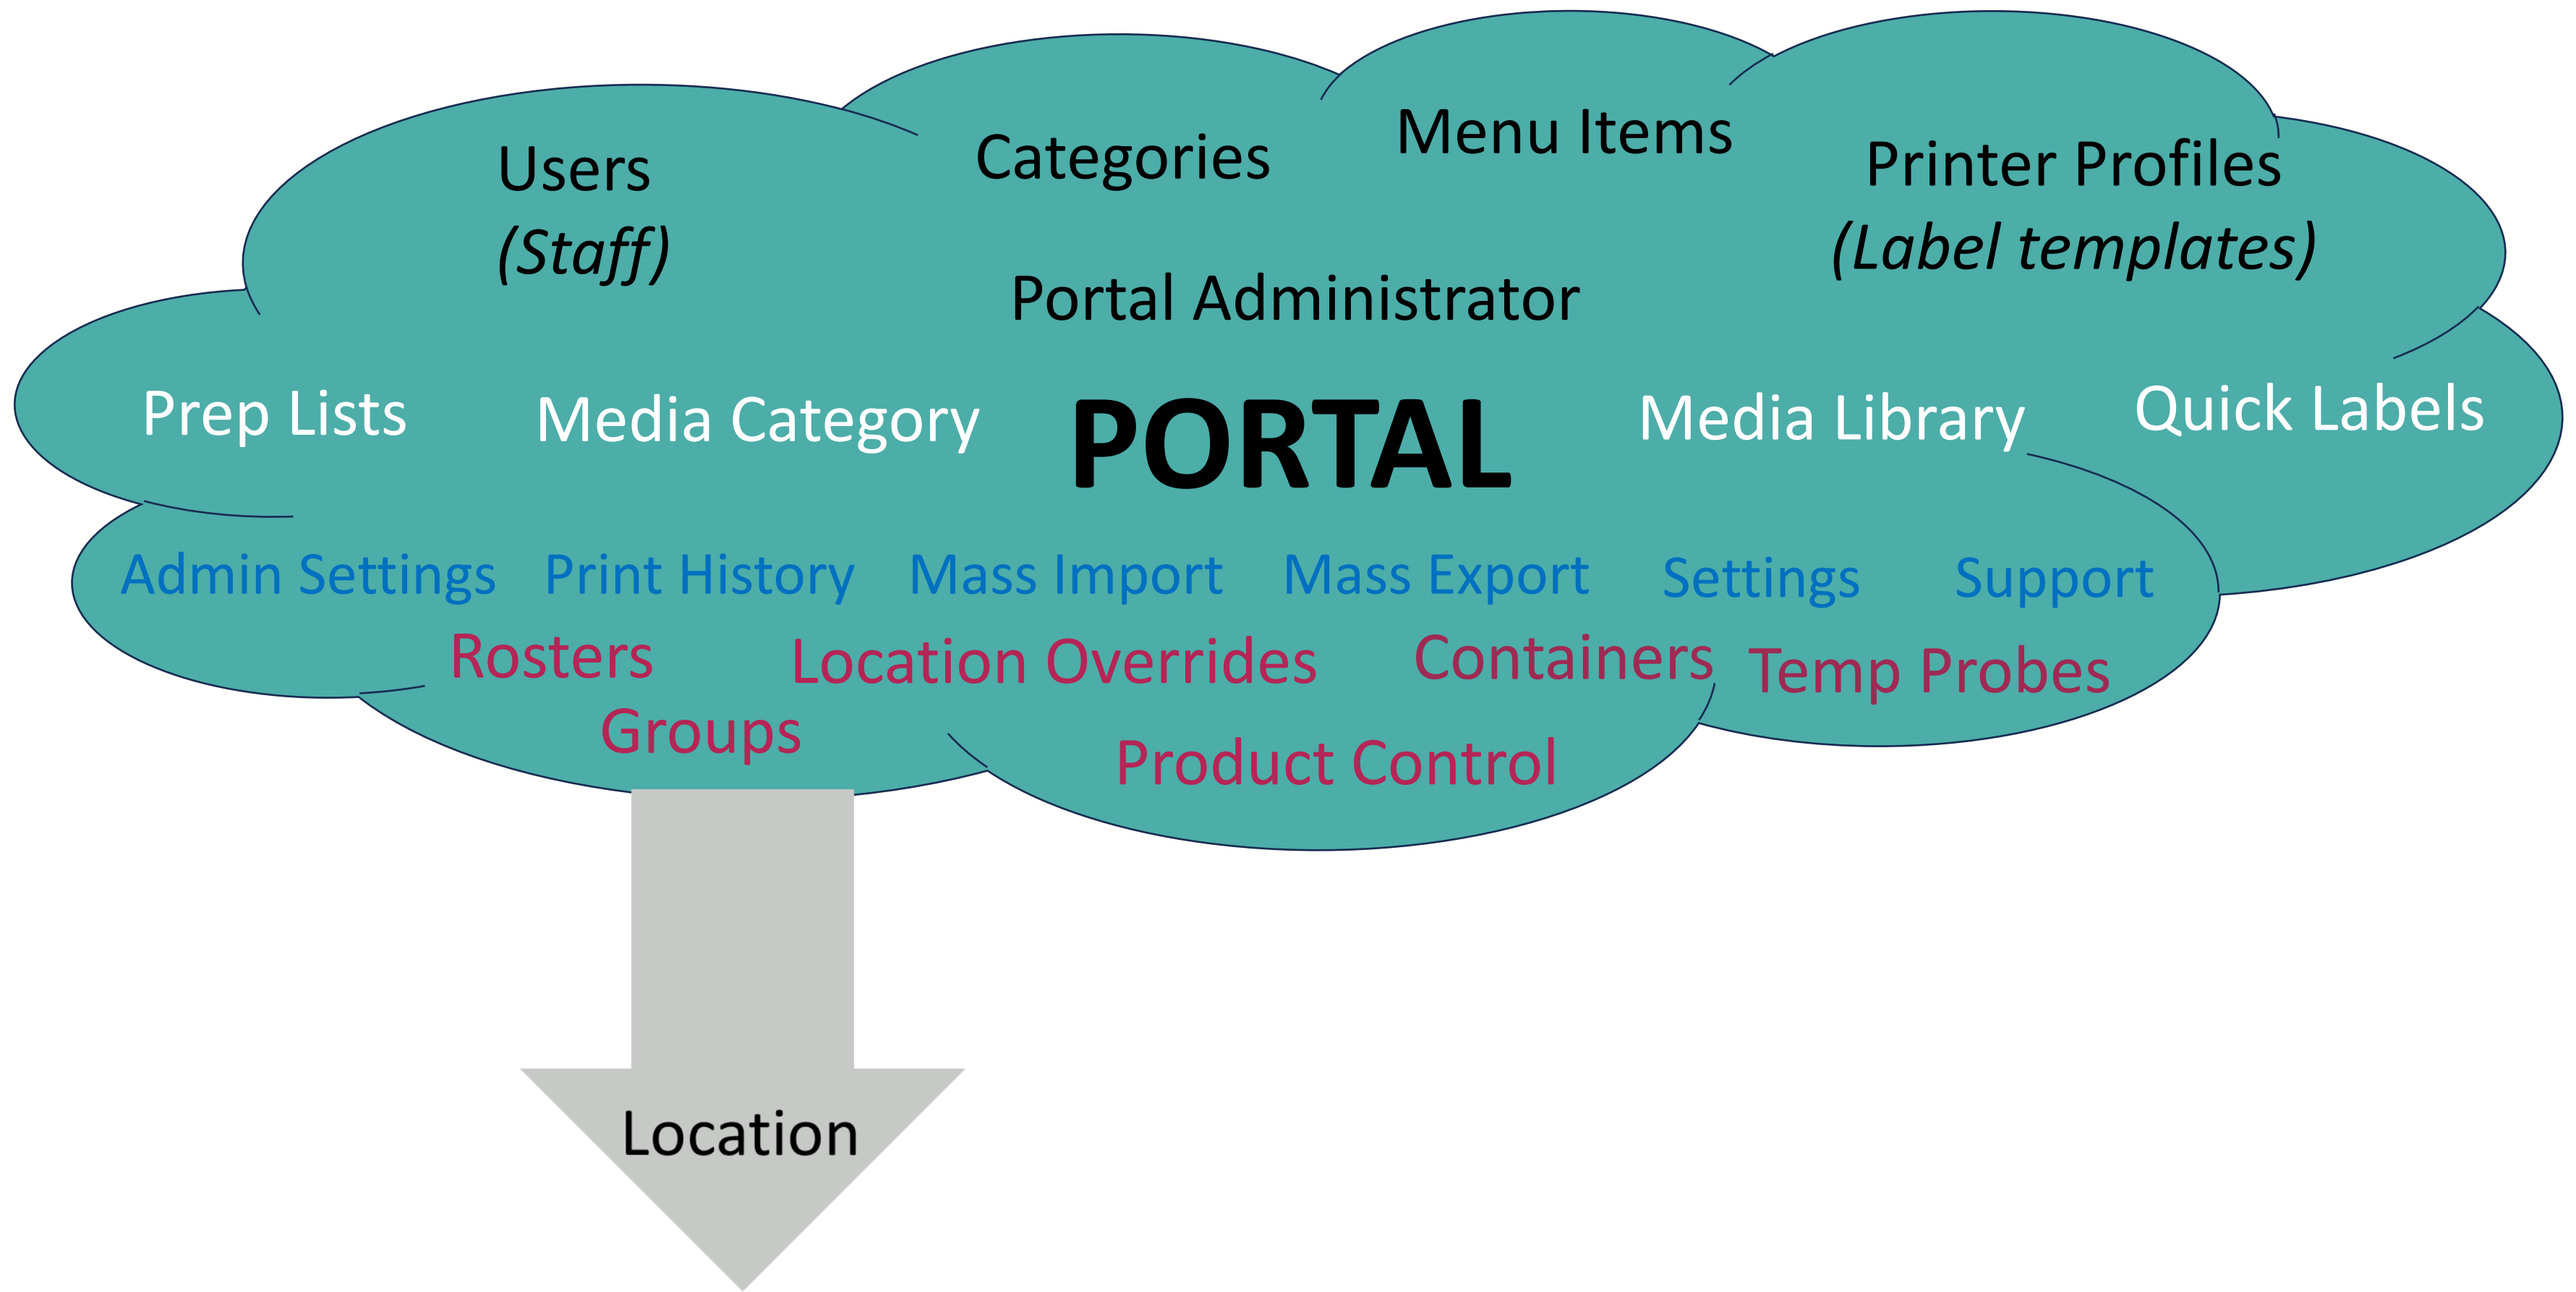 Users
(Staff)
Categories
Menu Items
Printer Profiles
(Label templates)
Portal Administrator
Prep Lists
Media Category
PORTAL
Media Library
Quick Labels
Admin Settings
Print History
Mass Import
Mass Export
Settings
Support
Rosters
Location Overrides
Containers
Temp Probes
Groups
Product Control
Location